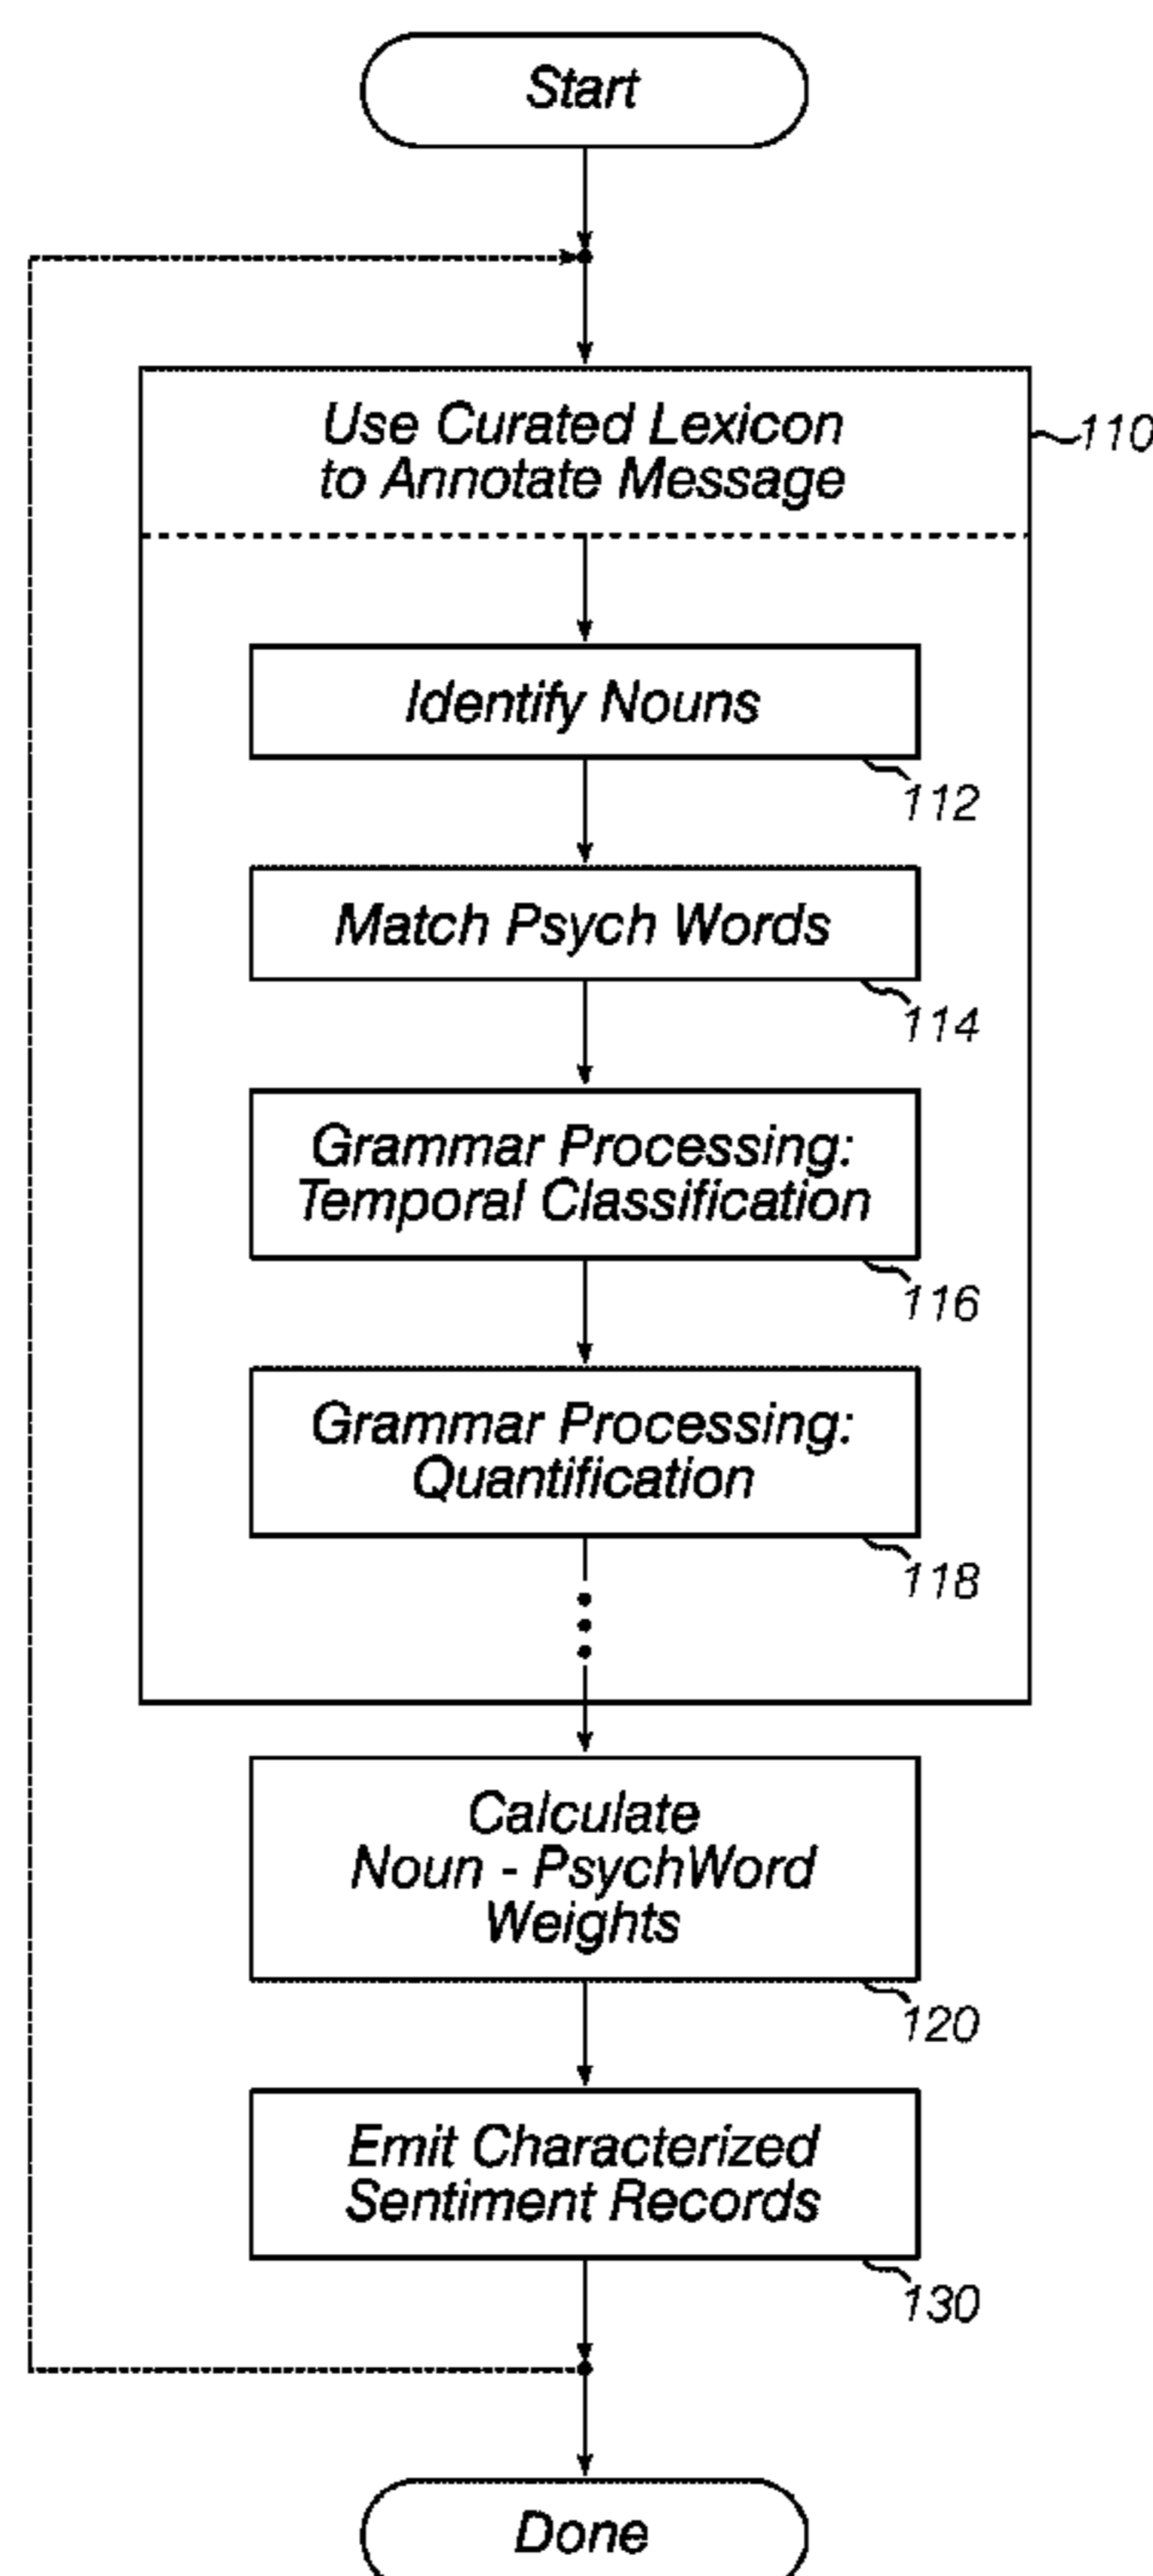 Start
Use Curated Lexicon
to Annotate Message
110
Identify Nouns
112
Match Psych Words
114
Grammar Processing:
Temporal Classification
116
Grammar Processing:
Quantification
118
Calculate
Noun - PsychWord
Weights
120
Emit Characterized
Sentiment Records
130
Done